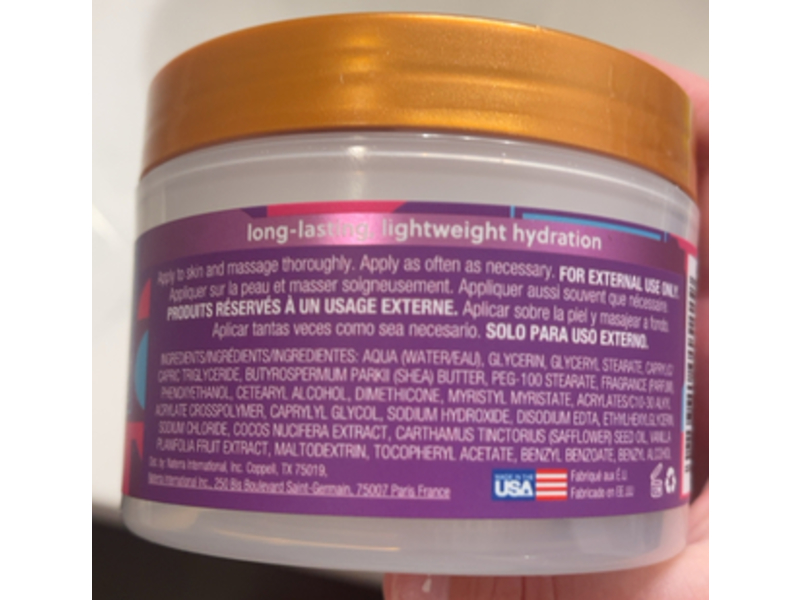 long-lasting, lightweight hydration
Apply to skin and massage thoroughly. Apply as often as necessary. FOR EXTERNAL USE ONLY.
Appliquer sur la peau et masser soigneusement. Appliquer aussi souvent que nécessaire.
PRODUITS RÉSERVÉS À UN USAGE EXTERNE. Aplicar sobre la piel y masajear a fondo.
Aplicar tantas veces como sea necesario. SOLO PARA USO EXTERNO.
INGREDIENTS/INGRÉDIENTS/INGREDIENTES: AQUA (WATER/EAU), GLYCERIN, GLYCERYL STEARATE, CAPRYLIC/
CAPRIC TRIGLYCERIDE, BUTYROSPERMUM PARKII (SHEA) BUTTER, PEG-100 STEARATE, FRAGRANCE (PARFUM),
PHENOXYETHANOL, CETEARYL ALCOHOL, DIMETHICONE, MYRISTYL MYRISTATE, ACRYLATES/C10-30 ALKYL
ACRYLATE CROSSPOLYMER, CAPRYLYL GLYCOL, SODIUM HYDROXIDE, DISODIUM EDTA, ETHYLHEXYLGLYCERIN,
SODIUM CHLORIDE, COCOS NUCIFERA EXTRACT, CARTHAMUS TINCTORIUS (SAFFLOWER) SEED OIL, VANILLA
PLANIFOLIA FRUIT EXTRACT, MALTODEXTRIN, TOCOPHERYL ACETATE, BENZYL BENZOATE, BENZYL ALCOHOL.
Dist. by: Naterra International, Inc. Coppell, TX 75019.
Naterra International Inc., 250 Bis Boulevard Saint-Germain, 75007 Paris France
MADE IN THE
USA
Fabriqué aux É.U.
Fabricado en EE.UU.